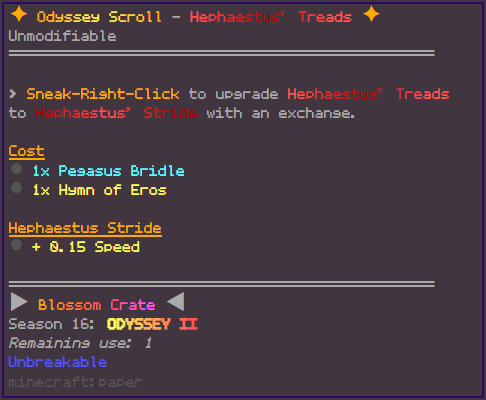 ✦ Odyssey Scroll - Hephaestus' Treads ✦
Unmodifiable
> Sneak-Right-Click to upgrade Hephaestus' Treads
to Hephaestus' Stride with an exchange.
Cost
● 1x Pegasus Bridle
● 1x Hymn of Eros
Hephaestus Stride
● + 0.15 Speed
▶ Blossom Crate ◀
Season 16: ODYSSEY II
Remaining use: 1
Unbreakable
minecraft:paper